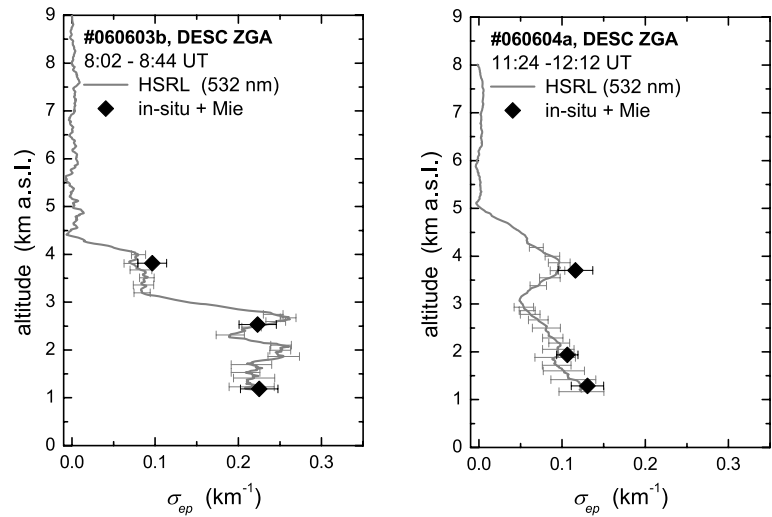 #060603b, DESC ZGA
8:02 - 8:44 UT
HSRL (532 nm)
in-situ + Mie
altitude (km a.s.l.)
9
8
7
6
5
4
3
2
1
0
0.0 0.1 0.2 0.3
σep (km-1)
#060604a, DESC ZGA
11:24 -12:12 UT
HSRL (532 nm)
in-situ + Mie
altitude (km a.s.l.)
9
8
7
6
5
4
3
2
1
0
0.0 0.1 0.2 0.3
σep (km-1)